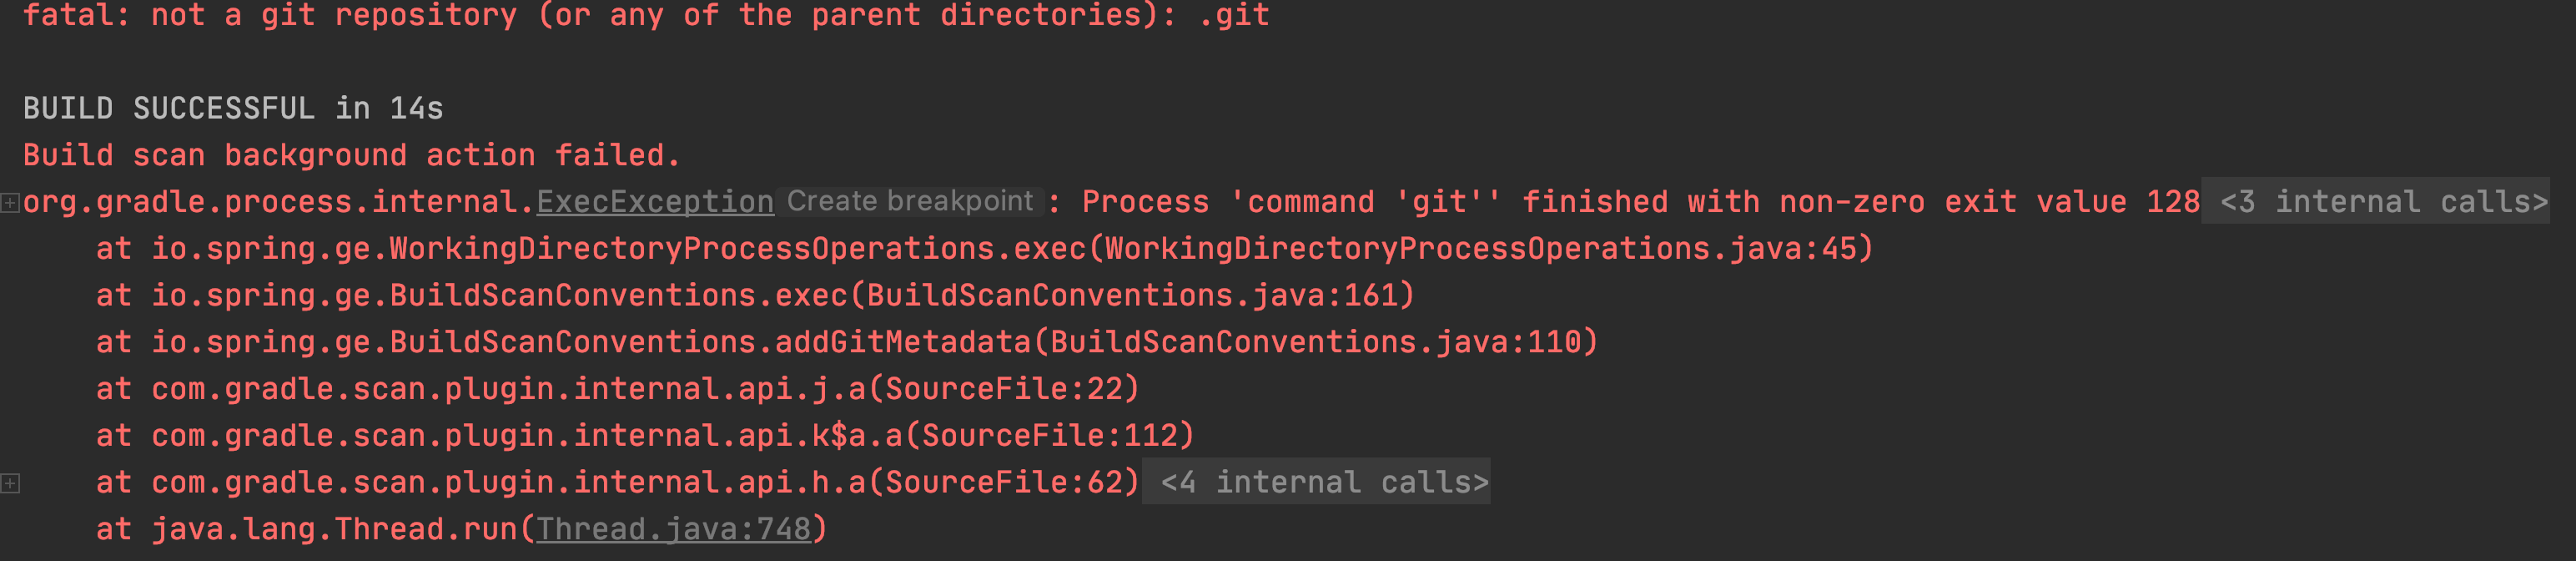 fatal: not a git repository (or any of the parent directories): .git
BUILD SUCCESSFUL in 14s
Build scan background action failed.
org.gradle.process.internal.ExecException Create breakpoint : Process 'command 'git'' finished with non-zero exit value 128 <3 internal calls>
at io.spring.ge.WorkingDirectoryProcessOperations.exec(WorkingDirectoryProcessOperations.java:45)
at io.spring.ge.BuildScanConventions.exec(BuildScanConventions.java:161)
at io.spring.ge.BuildScanConventions.addGitMetadata(BuildScanConventions.java:110)
at com.gradle.scan.plugin.internal.api.j.a(SourceFile:22)
at com.gradle.scan.plugin.internal.api.k$a.a(SourceFile:112)
at com.gradle.scan.plugin.internal.api.h.a(SourceFile:62) <4 internal calls>
at java.lang.Thread.run(Thread.java:748)